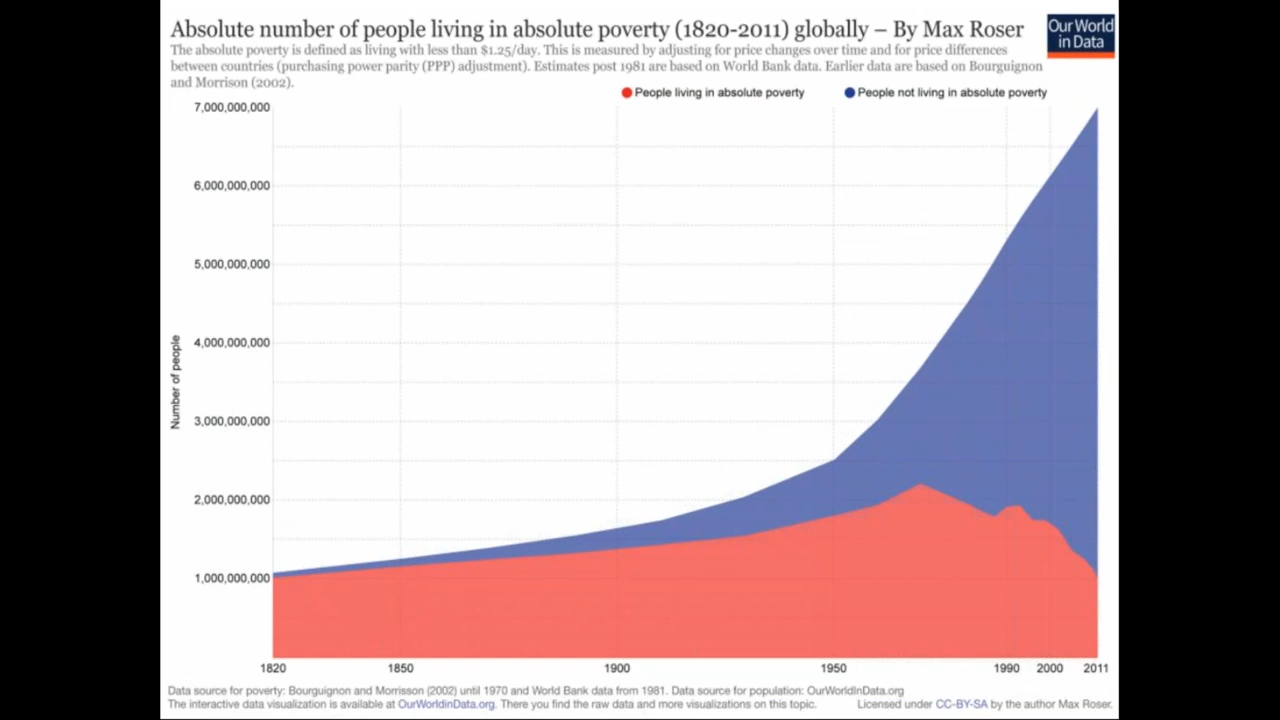 Absolute number of people living in absolute poverty (1820-2011) globally – By Max Roser
Our World
in Data
The absolute poverty is defined as living with less than $1.25/day. This is measured by adjusting for price changes over time and for price differences
between countries (purchasing power parity (PPP) adjustment). Estimates post 1981 are based on World Bank data. Earlier data are based on Bourguignon
and Morrison (2002).
People living in absolute poverty
People not living in absolute poverty
7,000,000,000
6,000,000,000
5,000,000,000
4,000,000,000
3,000,000,000
2,000,000,000
1,000,000,000
Number of people
1820 1850 1900 1950 1990 2000 2011
Data source for poverty: Bourguignon and Morrisson (2002) until 1970 and World Bank data from 1981. Data source for population: OurWorldInData.org
The interactive data visualization is available at OurWorldinData.org. There you find the raw data and more visualizations on this topic.
Licensed under CC-BY-SA by the author Max Roser.